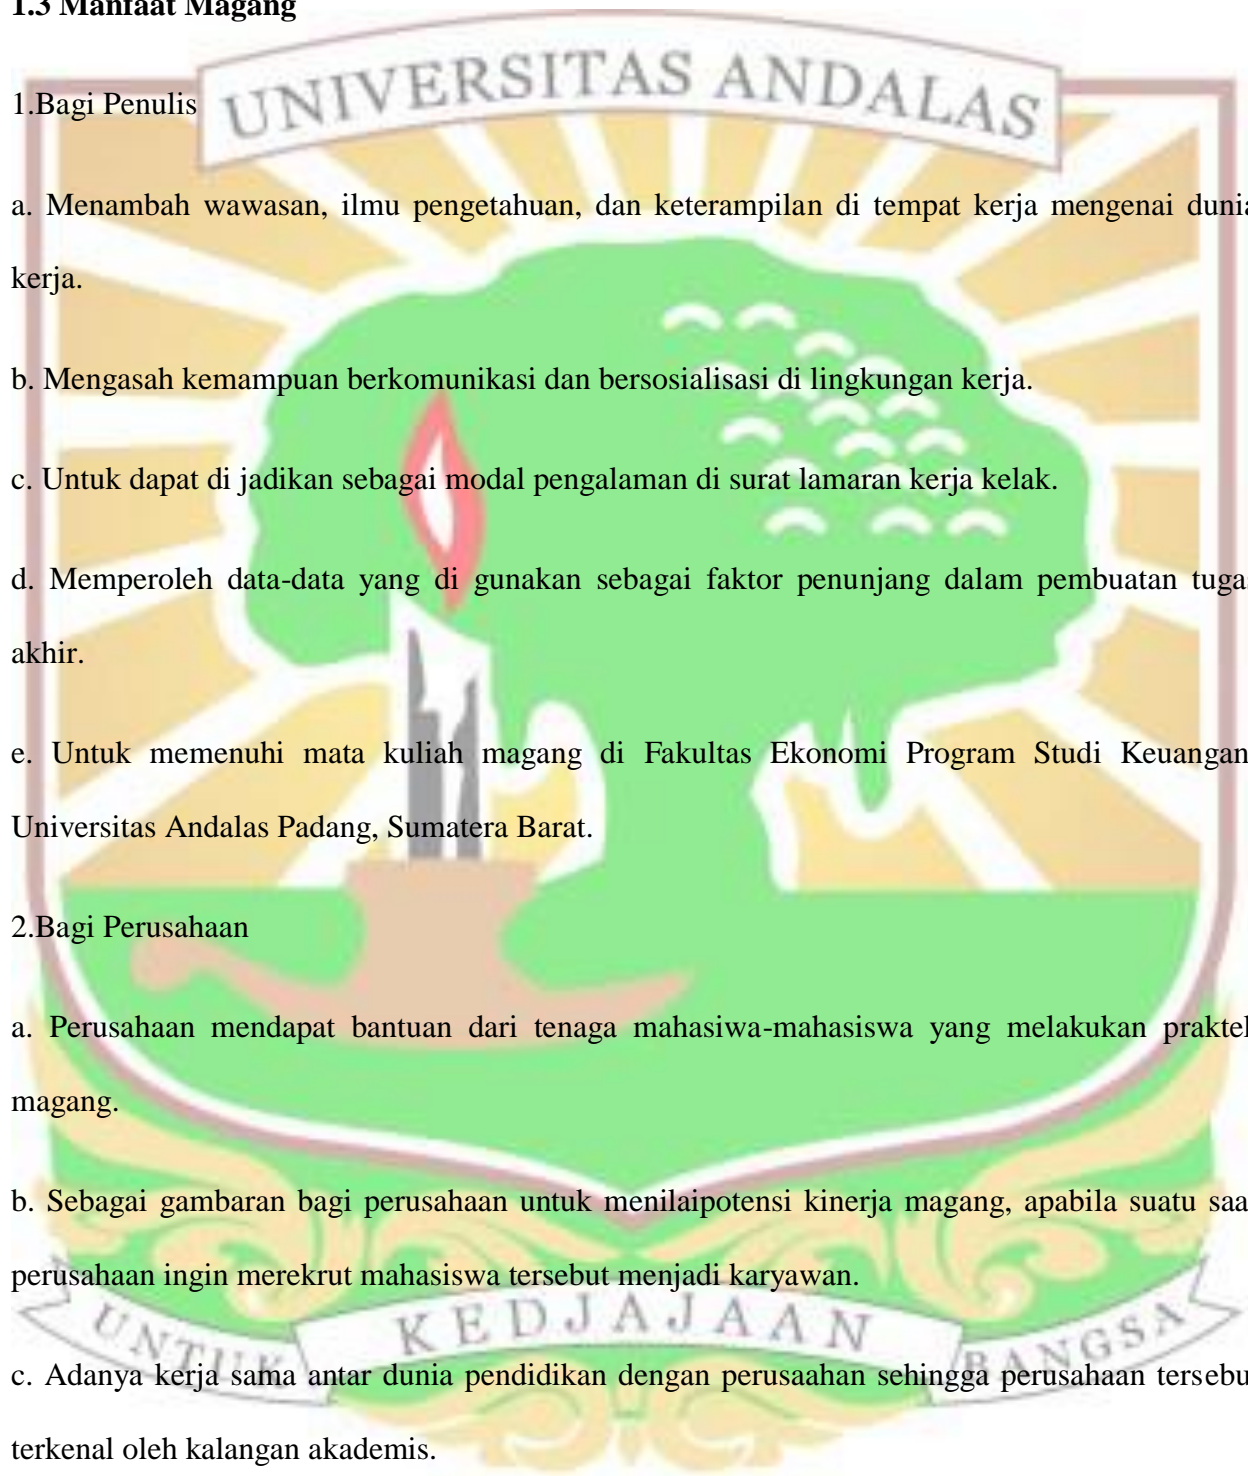 1.3 Manfaat Magang
UNIVERSITAS ANDALAS
1.Bagi Penulis
a. Menambah wawasan, ilmu pengetahuan, dan keterampilan di tempat kerja mengenai dunia
kerja.
b. Mengasah kemampuan berkomunikasi dan bersosialisasi di lingkungan kerja.
c. Untuk dapat di jadikan sebagai modal pengalaman di surat lamaran kerja kelak.
d. Memperoleh data-data yang di gunakan sebagai faktor penunjang dalam pembuatan tugas
akhir.
e. Untuk memenuhi mata kuliah magang di Fakultas Ekonomi Program Studi Keuangan
Universitas Andalas Padang, Sumatera Barat.
2.Bagi Perusahaan
a. Perusahaan mendapat bantuan dari tenaga mahasiwa-mahasiswa yang melakukan praktek
magang.
b. Sebagai gambaran bagi perusahaan untuk menilaipotensi kinerja magang, apabila suatu saa
perusahaan ingin merekrut mahasiswa tersebut menjadi karyawan.
UNTUK KEDJAJAAN BANGSA
c. Adanya kerja sama antar dunia pendidikan dengan perusaahan sehingga perusahaan tersebu
terkenal oleh kalangan akademis.